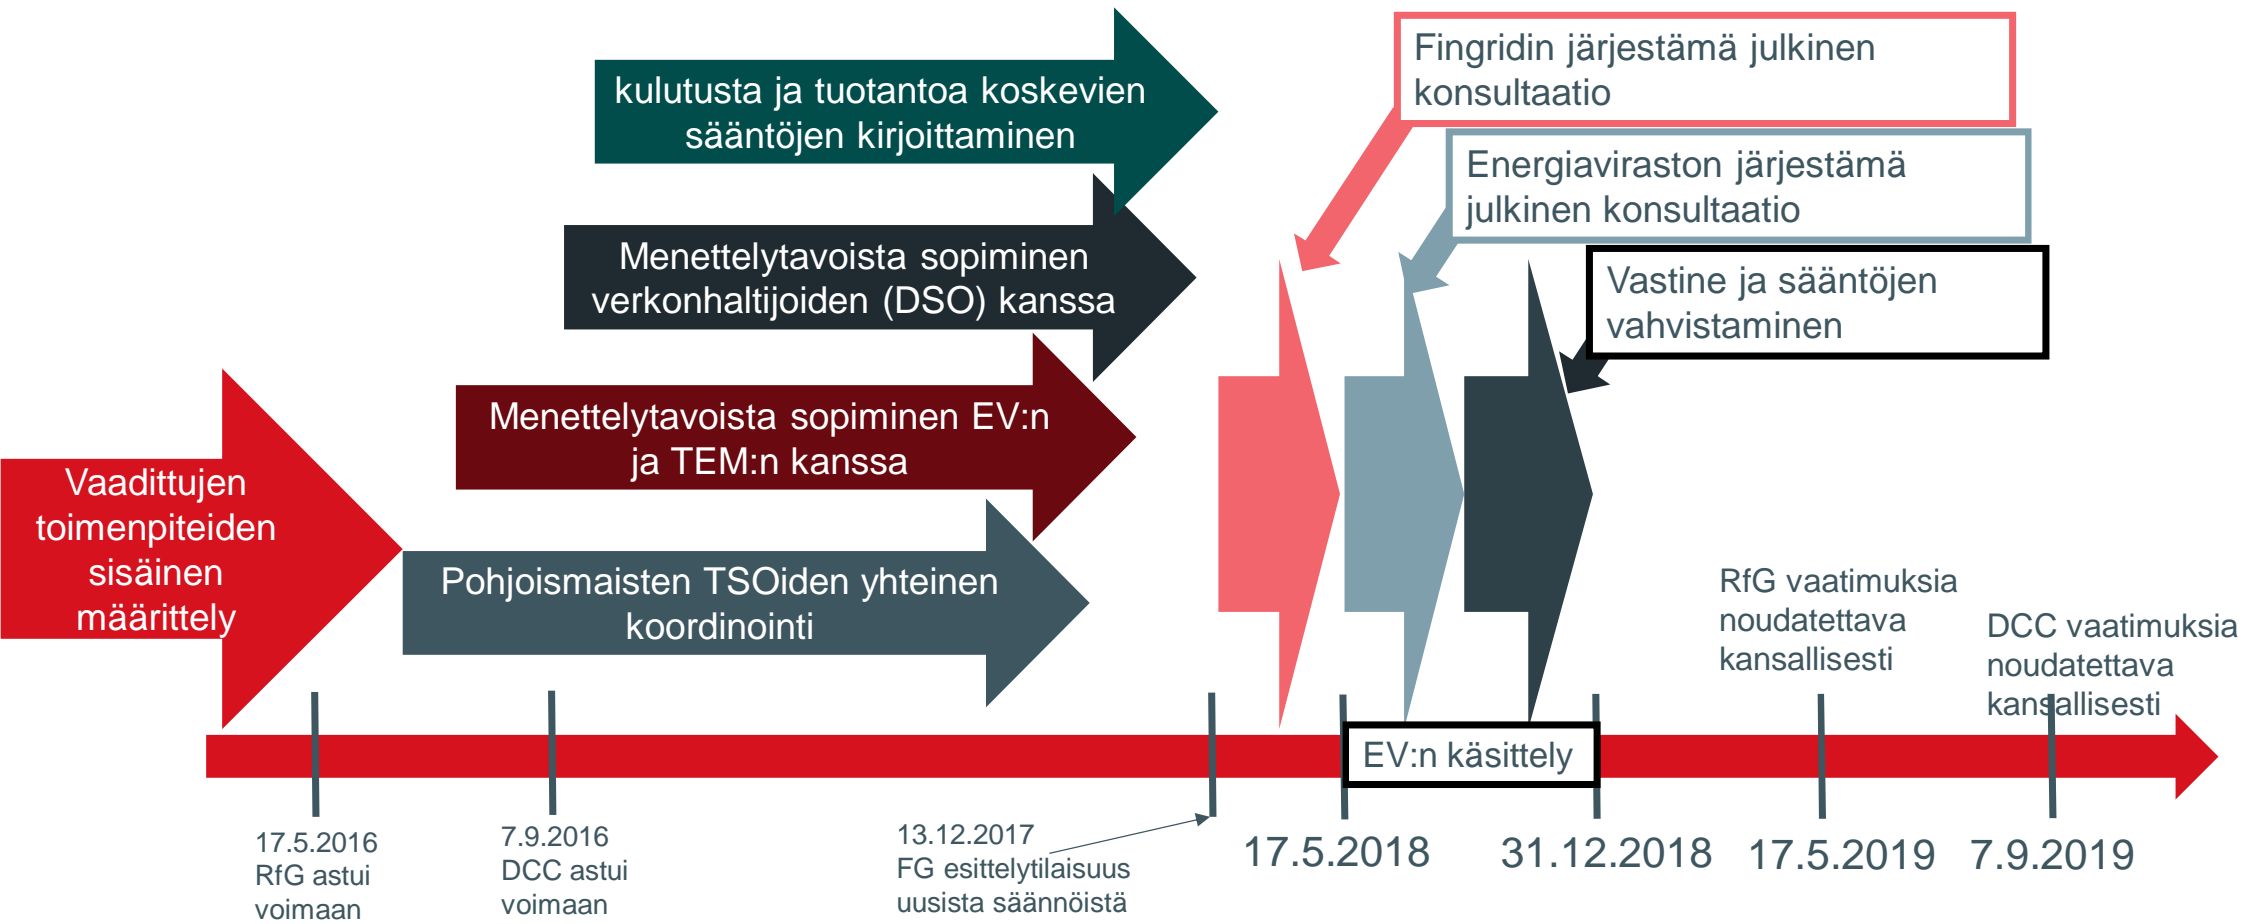 kulutusta ja tuotantoa koskevien
sääntöjen kirjoittaminen
Menettelytavoista sopiminen
verkonhaltijoiden (DSO) kanssa
Menettelytavoista sopiminen EV:n
ja TEM:n kanssa
Vaadittujen
toimenpiteiden
sisäinen
määrittely
Pohjoismaisten TSOiden yhteinen
koordinointi
Fingridin järjestämä julkinen
konsultaatio
Energiaviraston järjestämä
julkinen konsultaatio
Vastine ja sääntöjen
vahvistaminen
RfG vaatimuksia
noudatettava
kansallisesti
DCC vaatimuksia
noudatettava
kansallisesti
EV:n käsittely
17.5.2016
RfG astui
voimaan
7.9.2016
DCC astui
voimaan
13.12.2017
FG esittelytilaisuus
uusista säännöistä
17.5.2018
31.12.2018
17.5.2019
7.9.2019